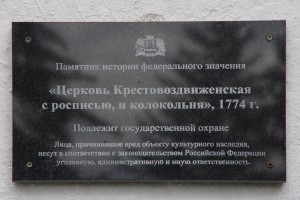 Памятник истории федерального значения
«Церковь Крестовоздвиженская
с росписью, и колокольня», 1774 г.
Подлежит государственной охране
Лица, причинившие вред объекту культурного наследия,
несут в соответствии с законодательством Российской Федерации
уголовную, административную и иную ответственность.